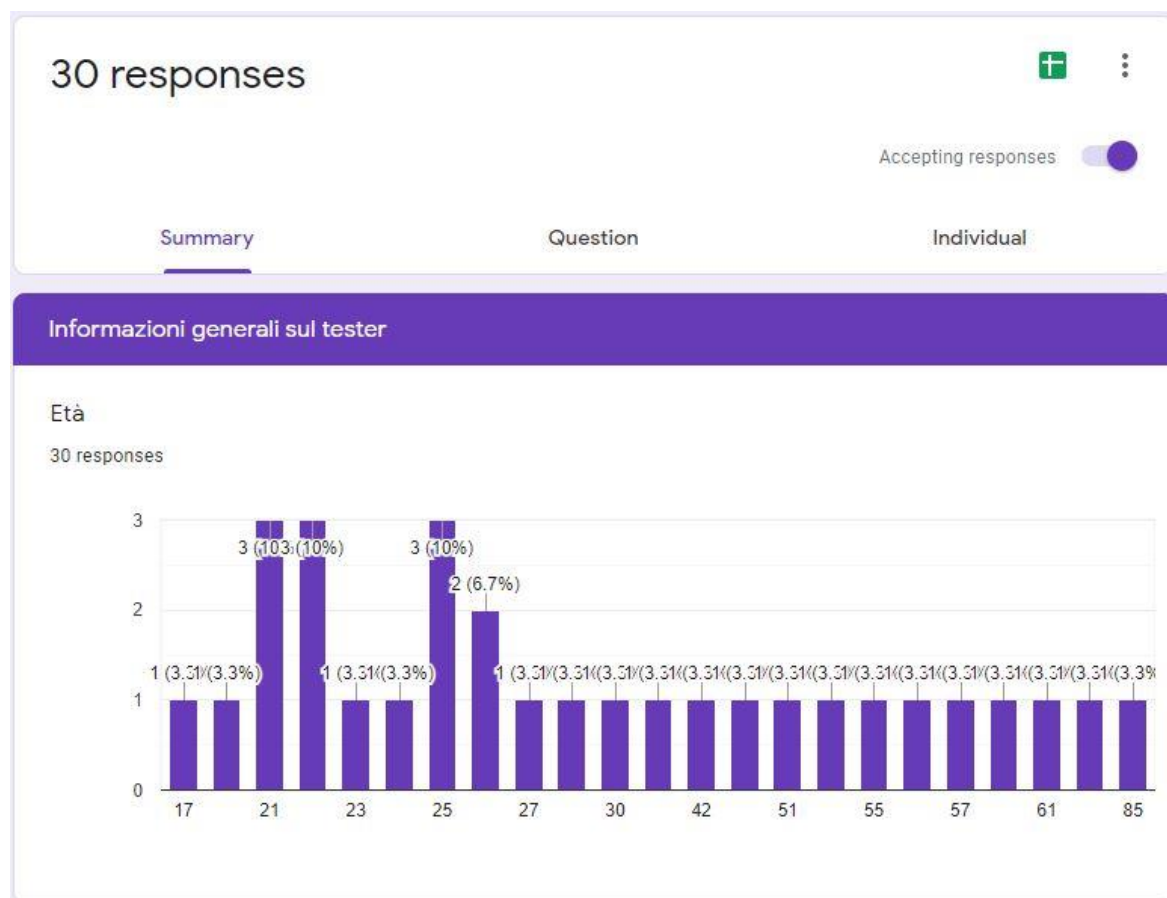 30 responses
Accepting responses
Summary Question Individual
Informazioni generali sul tester
Età
30 responses
3
2
1
0
3 (10%)
3 (10%)
2 (6.7%)
1 (3.3%)
1 (3.3%)
17 21 23 25 27 30 42 51 55 57 61 85